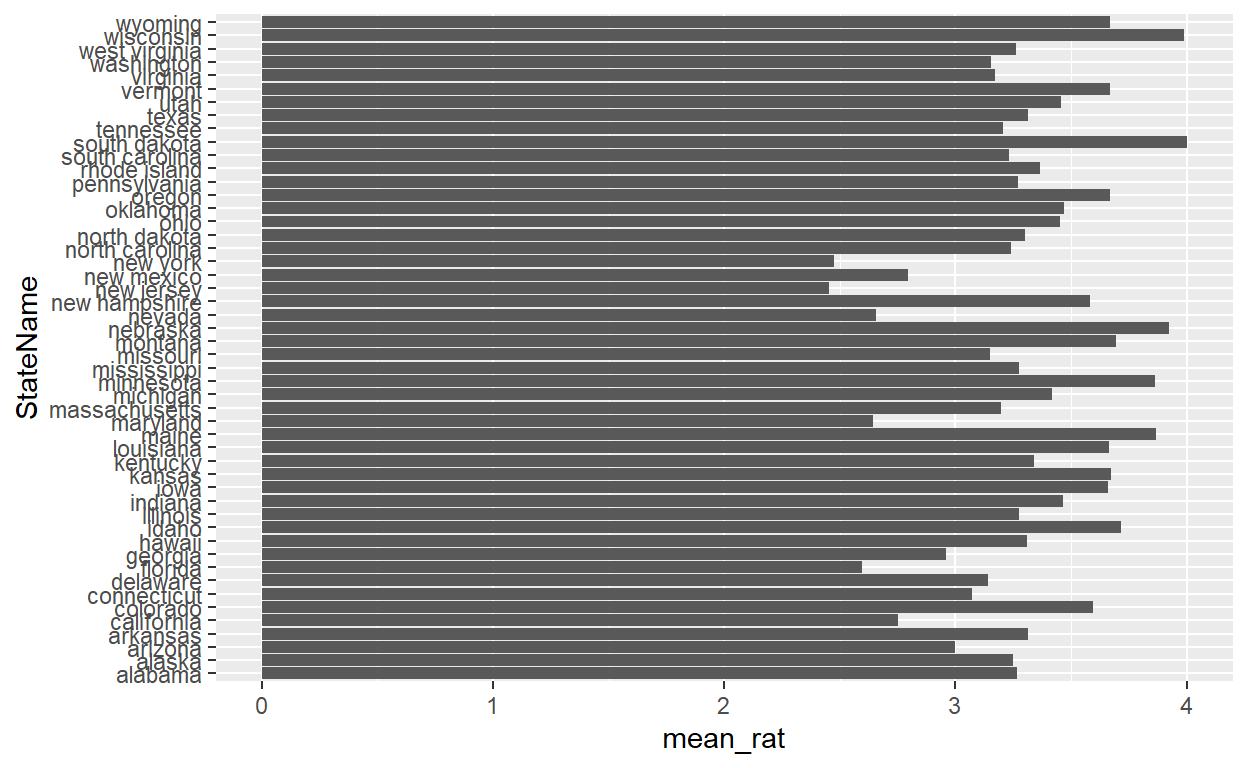 wyoming
wisconsin
west virginia
washington
virginia
vermont
utah
texas
tennessee
south dakota
south carolina
rhode island
pennsylvania
oregon
oklahoma
ohio
north dakota
north carolina
new york
new mexico
new jersey
new hampshire
nevada
nebraska
montana
missouri
mississippi
minnesota
michigan
massachusetts
maryland
maine
louisiana
kentucky
kansas
iowa
indiana
illinois
idaho
hawaii
georgia
florida
delaware
connecticut
colorado
california
arkansas
arizona
alaska
alabama
StateName
0 1 2 3 4
mean_rat